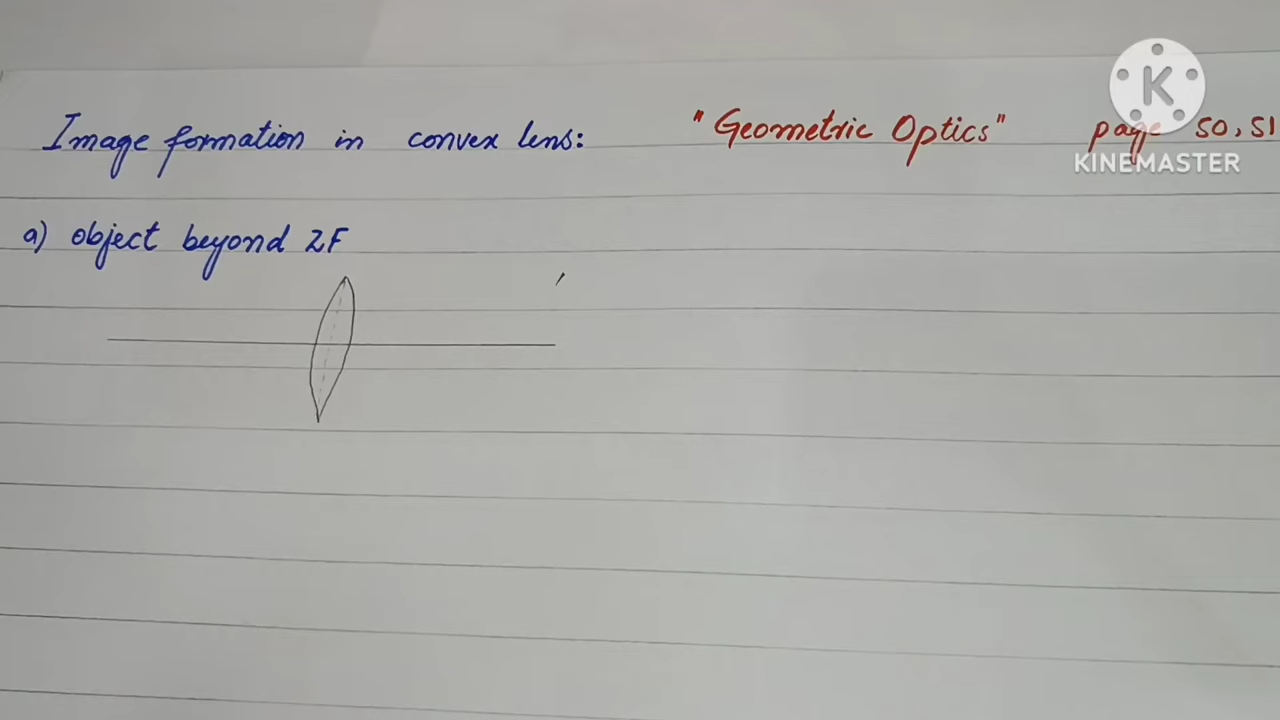 Image formation in convex lens: "Geometric Optics" page 50, 51
K
KINEMASTER
a) object beyond 2F